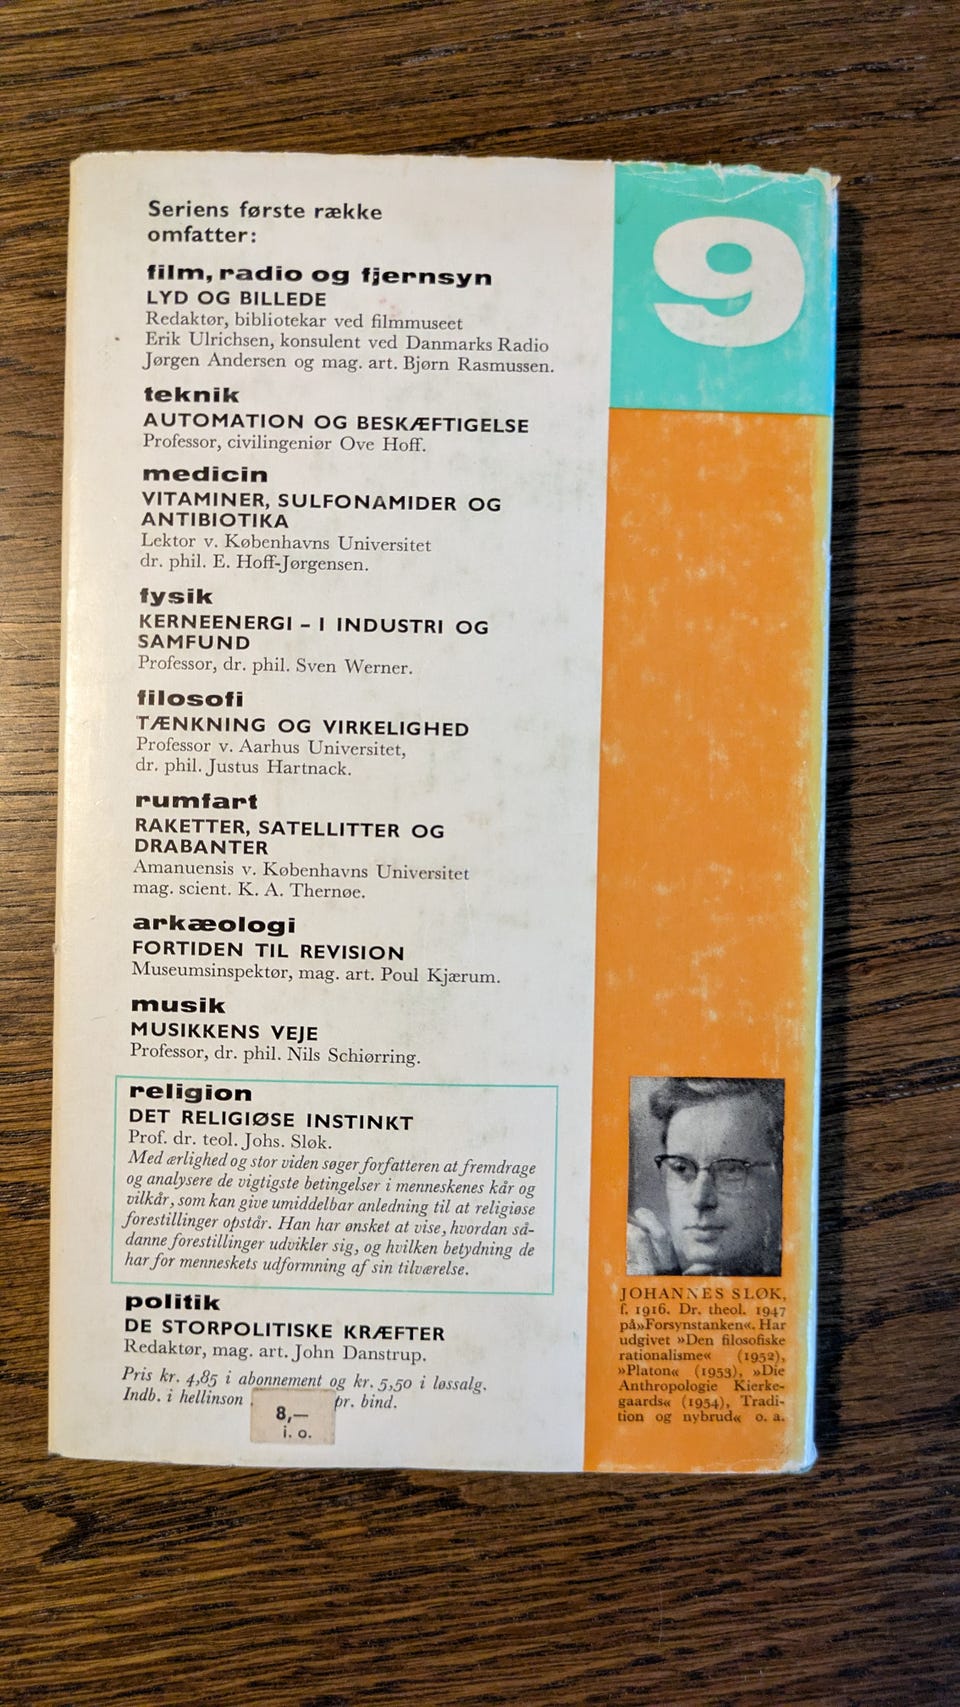 Seriens første række
omfatter:
film, radio og fjernsyn
LYD OG BILLEDE
Redaktør, bibliotekar ved filmmuseet
Erik Ulrichsen, konsulent ved Danmarks Radio
Jørgen Andersen og mag. art. Bjørn Rasmussen.
teknik
AUTOMATION OG BESKÆFTIGELSE
Professor, civilingeniør Ove Hoff.
medicin
VITAMINER, SULFONAMIDER OG
ANTIBIOTIKA
Lektor v. Københavns Universitet
dr. phil. E. Hoff-Jørgensen.
fysik
KERNEENERGI – I INDUSTRI OG
SAMFUND
Professor, dr. phil. Sven Werner.
filosofi
TÆNKNING OG VIRKELIGHED
Professor v. Aarhus Universitet,
dr. phil. Justus Hartnack.
rumfart
RAKETTER, SATELLITTER OG
DRABANTER
Amanuensis v. Københavns Universitet
mag. scient. K. A. Thernøe.
arkæologi
FORTIDEN TIL REVISION
Museumsinspektør, mag. art. Poul Kjærum.
musik
MUSIKKENS VEJE
Professor, dr. phil. Nils Schiørring.
religion
DET RELIGIØSE INSTINKT
Prof. dr. teol. Johs. Sløk.
Med ærlighed og stor viden søger forfatteren at fremdrage
og analysere de vigtigste betingelser i menneskenes kår og
vilkår, som kan give umiddelbar anledning til at religiøse
forestillinger opstår. Han har ønsket at vise, hvordan så-
danne forestillinger udvikler sig, og hvilken betydning de
har for menneskets udformning af sin tilværelse.
politik
DE STORPOLITISKE KRÆFTER
Redaktør, mag. art. John Danstrup.
Pris kr. 4,85 i abonnement og kr. 5,50 i løssalg.
Indb. i hellinson . pr. bind.
8,—
i. o.
9
JOHANNES SLØK,
f. 1916. Dr. theol. 1947
på »Forsynstanken«. Har
udgivet »Den filosofiske
rationalisme« (1952),
»Platon« (1953), »Die
Anthropologie Kierke-
gaards« (1954), Tradi-
tion og nybrud« o. a.